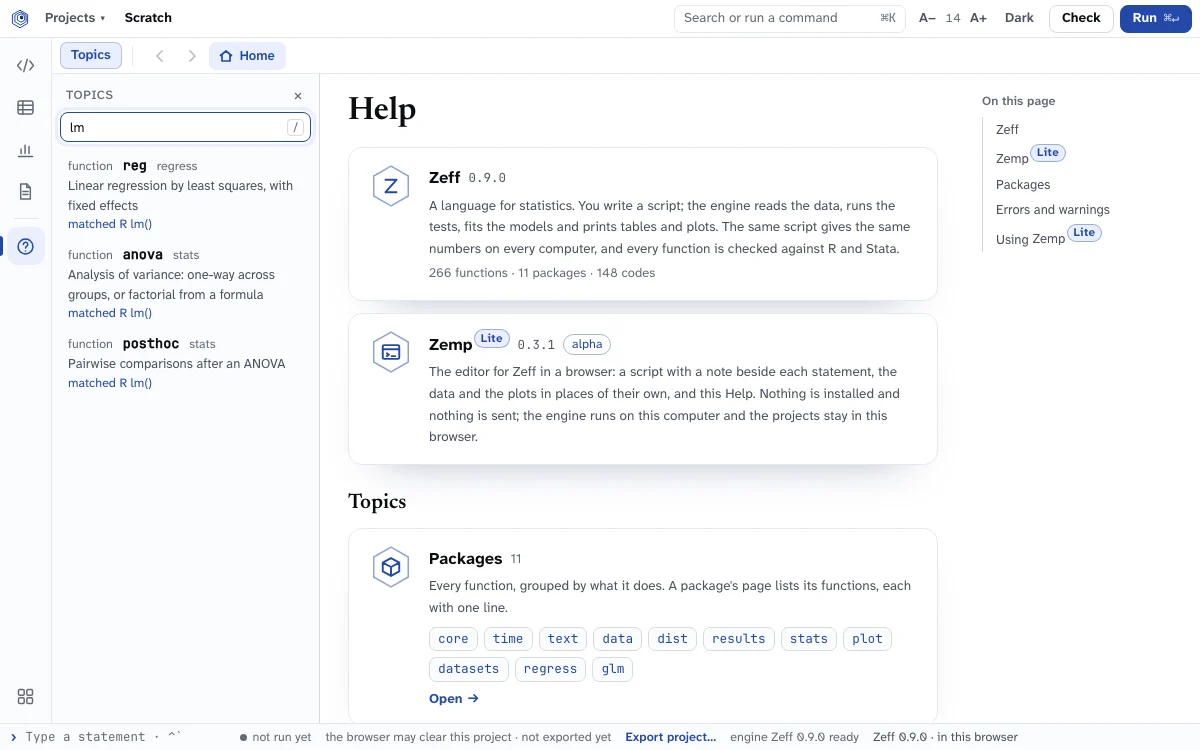 Projects ▾ Scratch Search or run a command ⌘K A– 14 A+ Dark Check Run ⌘↵
Topics Home
TOPICS ×
lm /
function reg regress
Linear regression by least squares, with
fixed effects
matched R lm()
function anova stats
Analysis of variance: one-way across
groups, or factorial from a formula
matched R lm()
function posthoc stats
Pairwise comparisons after an ANOVA
matched R lm()
Help
Zeff 0.9.0
A language for statistics. You write a script; the engine reads the data, runs the
tests, fits the models and prints tables and plots. The same script gives the same
numbers on every computer, and every function is checked against R and Stata.
266 functions · 11 packages · 148 codes
Zemp Lite 0.3.1 alpha
The editor for Zeff in a browser: a script with a note beside each statement, the
data and the plots in places of their own, and this Help. Nothing is installed and
nothing is sent; the engine runs on this computer and the projects stay in this
browser.
Topics
Packages 11
Every function, grouped by what it does. A package's page lists its functions, each
with one line.
core time text data dist results stats plot
datasets regress glm
Open →
On this page
Zeff
Zemp Lite
Packages
Errors and warnings
Using Zemp Lite
› Type a statement · ^` ● not run yet the browser may clear this project · not exported yet Export project... engine Zeff 0.9.0 ready Zeff 0.9.0 · in this browser